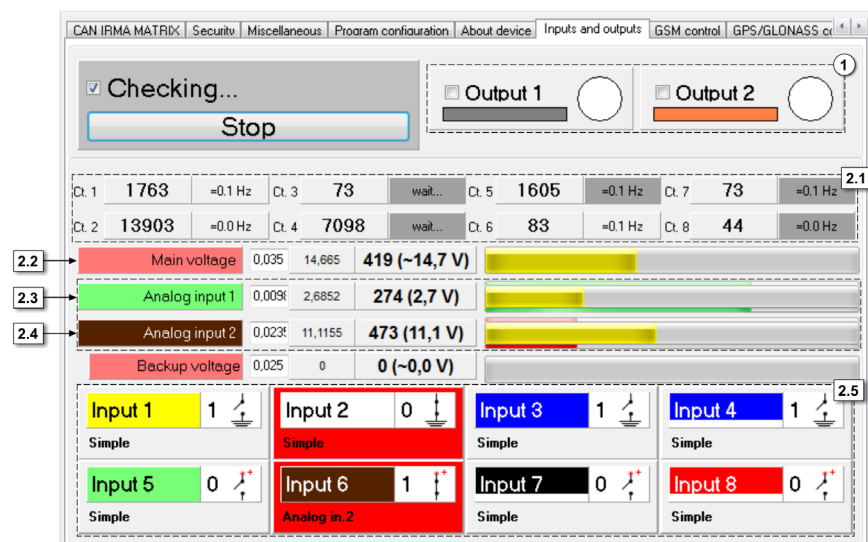 CAN IRMA MATRIX Security Miscellaneous Program configuration About device Inputs and outputs GSM control GPS/GLONASS
1
Checking...
Stop
Output 1
Output 2
2.1
Ct. 1 1763 =0.1 Hz Ct. 3 73 wait... Ct. 5 1605 =0.1 Hz Ct. 7 73 =0.1 Hz
Ct. 2 13903 =0.0 Hz Ct. 4 7098 wait... Ct. 6 83 =0.1 Hz Ct. 8 44 =0.0 Hz
2.2 Main voltage 0,035 14,665 419 (~14,7 V)
2.3 Analog input 1 2,6852 274 (2,7 V)
2.4 Analog input 2 11,1155 473 (11,1 V)
Backup voltage 0,025 0 0 (~0,0 V)
2.5
Input 1 1 Input 2 0 Input 3 1 Input 4 1
Simple Simple Simple Simple
Input 5 0 Input 6 1 Input 7 0 Input 8 0
Simple Analog in.2 Simple Simple